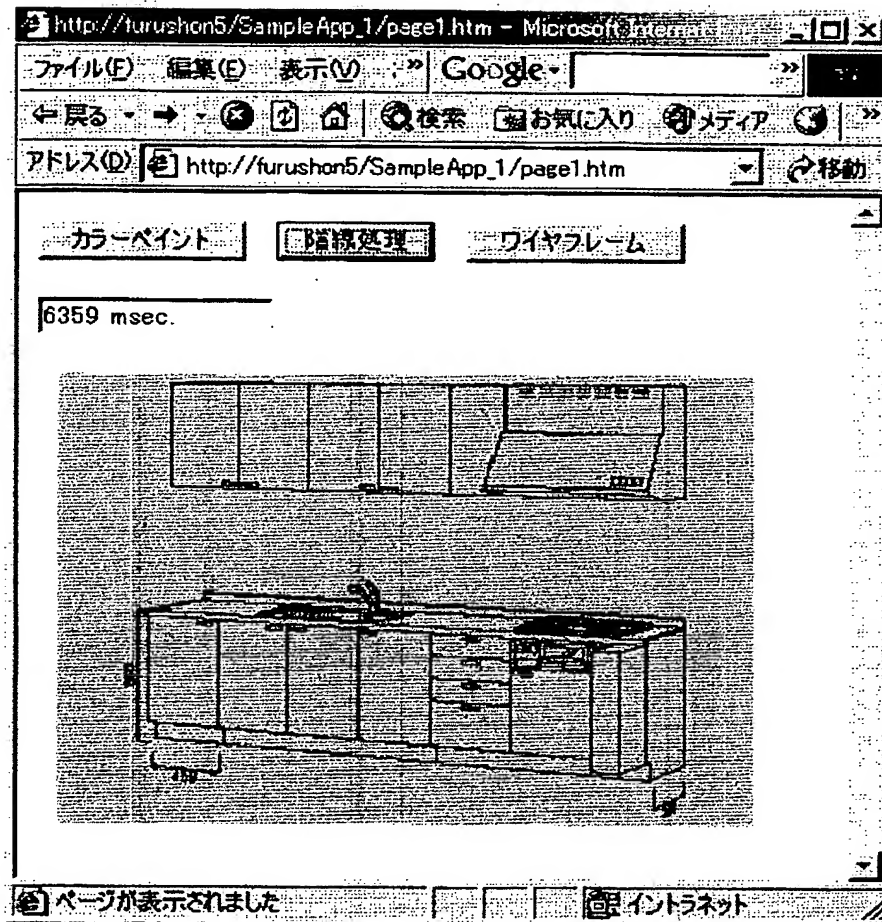 http://furushon5/SampleApp_1/page1.htm - Microsoft Internet
ファイル(F) 編集(E) 表示(V) » Google »
戻る 検索 お気に入り メディア »
アドレス(D) http://furushon5/SampleApp_1/page1.htm 移動
カラーペイント 陰線処理 ワイヤフレーム
6359 msec.
ページが表示されました イントラネット